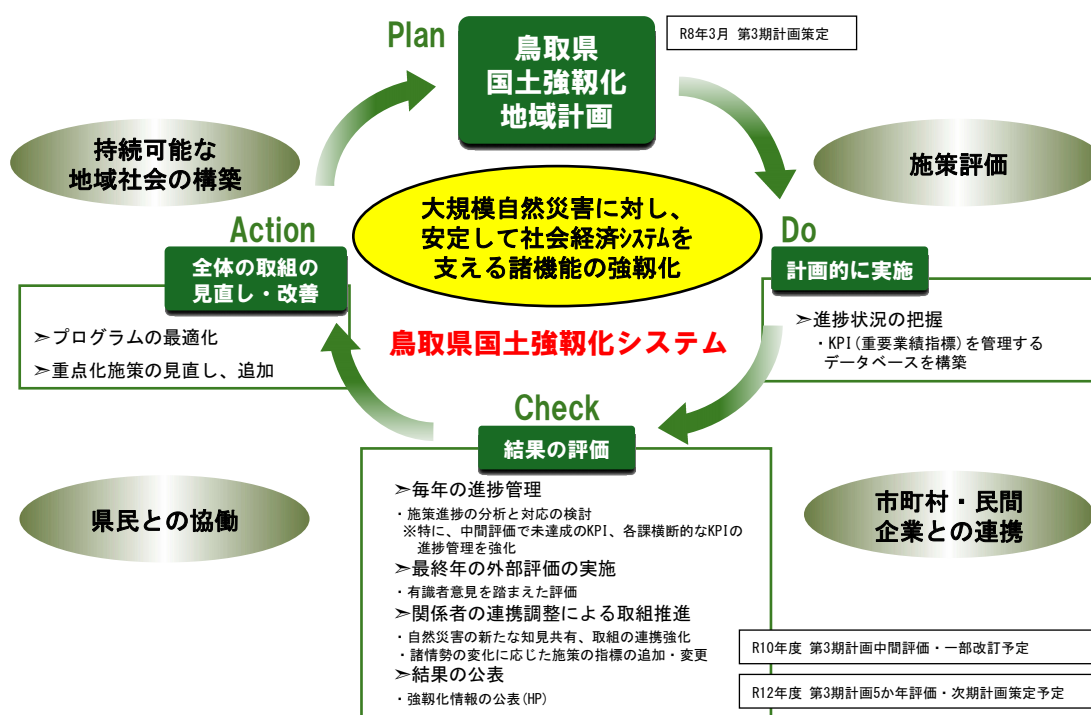 Plan
鳥取県
国土強靱化
地域計画
R8年3月 第3期計画策定
持続可能な
地域社会の構築
施策評価
大規模自然災害に対し、
安定して社会経済ｼｽﾃﾑを
支える諸機能の強靱化
Action
全体の取組の
見直し・改善
➣プログラムの最適化
➣重点化施策の見直し、追加
Do
計画的に実施
➣進捗状況の把握
・KPI(重要業績指標)を管理する
データベースを構築
鳥取県国土強靱化システム
Check
結果の評価
➣毎年の進捗管理
・施策進捗の分析と対応の検討
※特に、中間評価で未達成のKPI、各課横断的なKPIの
進捗管理を強化
➣最終年の外部評価の実施
・有識者意見を踏まえた評価
➣関係者の連携調整による取組推進
・自然災害の新たな知見共有、取組の連携強化
・諸情勢の変化に応じた施策の指標の追加・変更
➣結果の公表
・強靱化情報の公表(HP)
県民との協働
市町村・民間
企業との連携
R10年度 第3期計画中間評価・一部改訂予定
R12年度 第3期計画5か年評価・次期計画策定予定